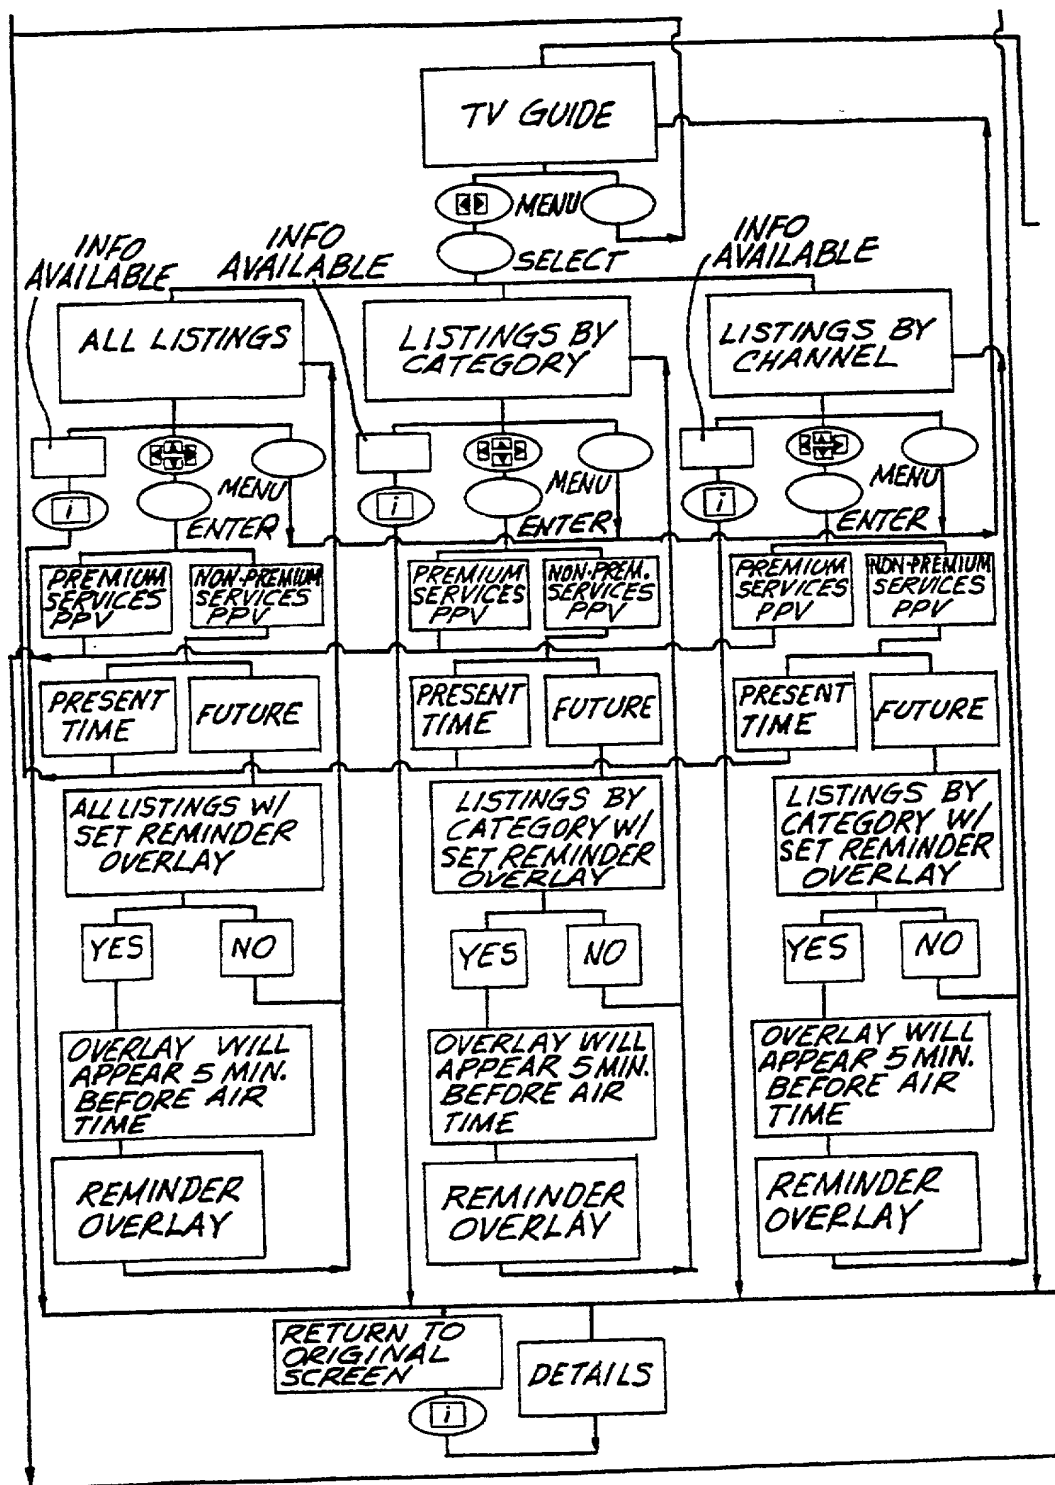 TV GUIDE
MENU
SELECT
INFO
AVAILABLE
INFO
AVAILABLE
INFO
AVAILABLE
ALL LISTINGS
LISTINGS BY
CATEGORY
LISTINGS BY
CHANNEL
i
MENU
ENTER
i
MENU
ENTER
i
MENU
ENTER
PREMIUM
SERVICES
PPV
NON-PREMIUM
SERVICES
PPV
PREMIUM
SERVICES
PPV
NON-PREM.
SERVICES
PPV
PREMIUM
SERVICES
PPV
NON-PREMIUM
SERVICES
PPV
PRESENT
TIME
FUTURE
PRESENT
TIME
FUTURE
PRESENT
TIME
FUTURE
ALL LISTINGS W/
SET REMINDER
OVERLAY
LISTINGS BY
CATEGORY W/
SET REMINDER
OVERLAY
LISTINGS BY
CATEGORY W/
SET REMINDER
OVERLAY
YES
NO
YES
NO
YES
NO
OVERLAY WILL
APPEAR 5 MIN.
BEFORE AIR
TIME
OVERLAY WILL
APPEAR 5 MIN.
BEFORE AIR
TIME
OVERLAY WILL
APPEAR 5 MIN.
BEFORE AIR
TIME
REMINDER
OVERLAY
REMINDER
OVERLAY
REMINDER
OVERLAY
RETURN TO
ORIGINAL
SCREEN
DETAILS
i